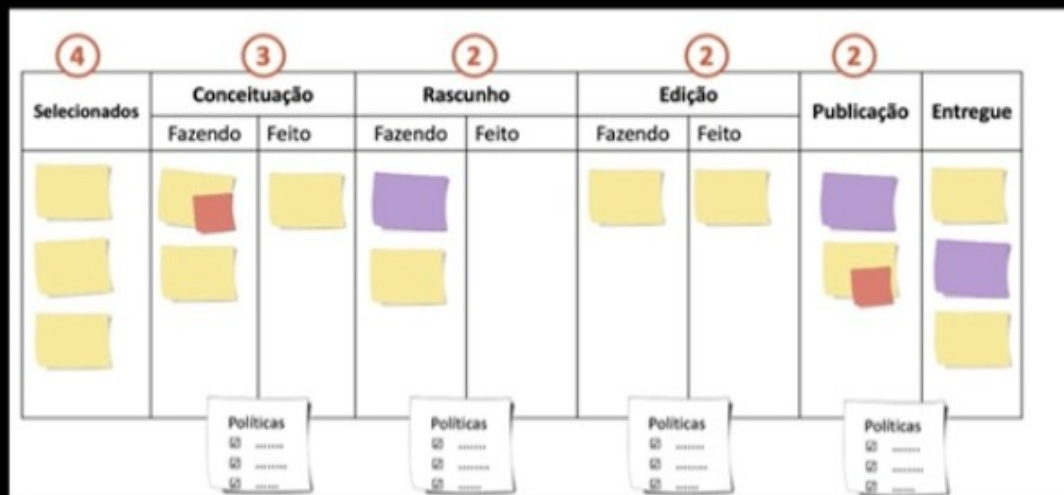 4 3 2 2 2
Selecionados Conceituação Rascunho Edição Publicação Entregue
Fazendo Feito Fazendo Feito Fazendo Feito
Políticas Políticas Políticas Políticas
☑ ....... ☑ ....... ☑ ....... ☑ .......
☑ ........ ☑ ........ ☑ ........ ☑ ........
☑ ...... ☑ ...... ☑ ...... ☑ ......